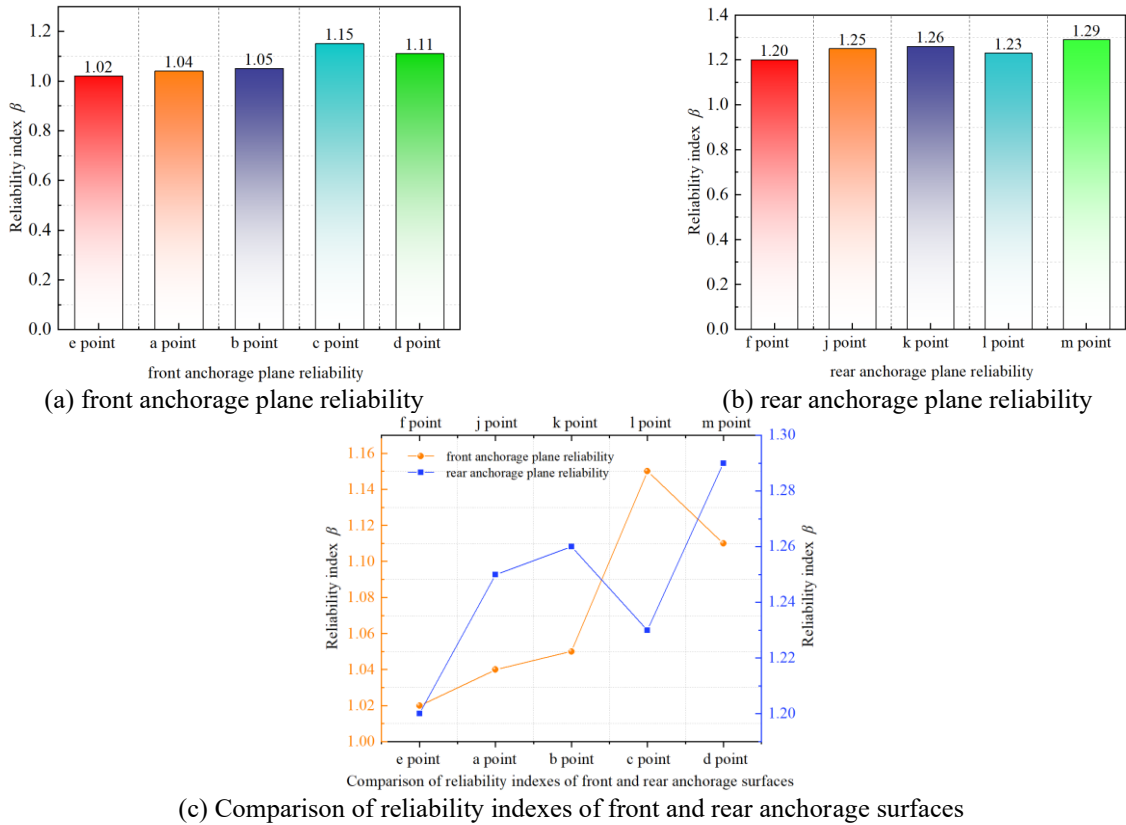 1.02
1.04
1.05
1.15
1.11
1.2
1.0
0.8
0.6
0.4
0.2
0.0
Reliability index β
e point a point b point c point d point
front anchorage plane reliability
(a) front anchorage plane reliability
1.20
1.25
1.26
1.23
1.29
1.4
1.2
1.0
0.8
0.6
0.4
0.2
0.0
Reliability index β
f point j point k point l point m point
rear anchorage plane reliability
(b) rear anchorage plane reliability
f point j point k point l point m point
front anchorage plane reliability
rear anchorage plane reliability
1.16
1.14
1.12
1.10
1.08
1.06
1.04
1.02
1.00
Reliability index β
1.30
1.28
1.26
1.24
1.22
1.20
Reliability index β
e point a point b point c point d point
Comparison of reliability indexes of front and rear anchorage surfaces
(c) Comparison of reliability indexes of front and rear anchorage surfaces